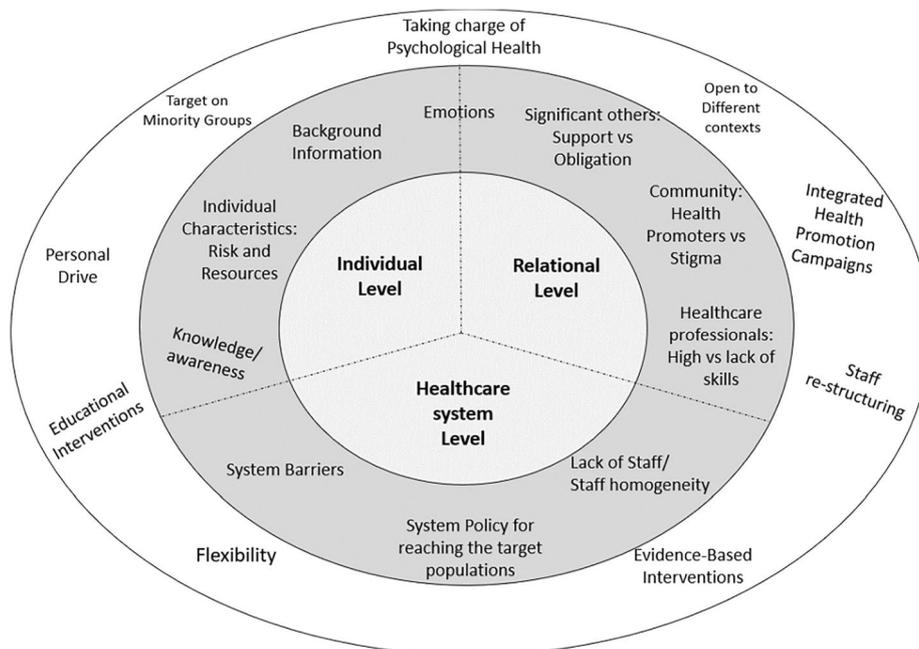 Taking charge of
Psychological Health
Target on
Minority Groups
Open to
Different
contexts
Emotions
Significant others:
Support vs
Obligation
Background
Information
Community:
Health
Promoters vs
Stigma
Integrated
Health
Promotion
Campaigns
Individual
Characteristics:
Risk and
Resources
Personal
Drive
Individual
Level
Relational
Level
Healthcare
professionals:
High vs lack of
skills
Knowledge/
awareness
Staff
re-structuring
Educational
Interventions
Healthcare
system
Level
System Barriers
Lack of Staff/
Staff homogeneity
System Policy for
reaching the target
populations
Flexibility
Evidence-Based
Interventions